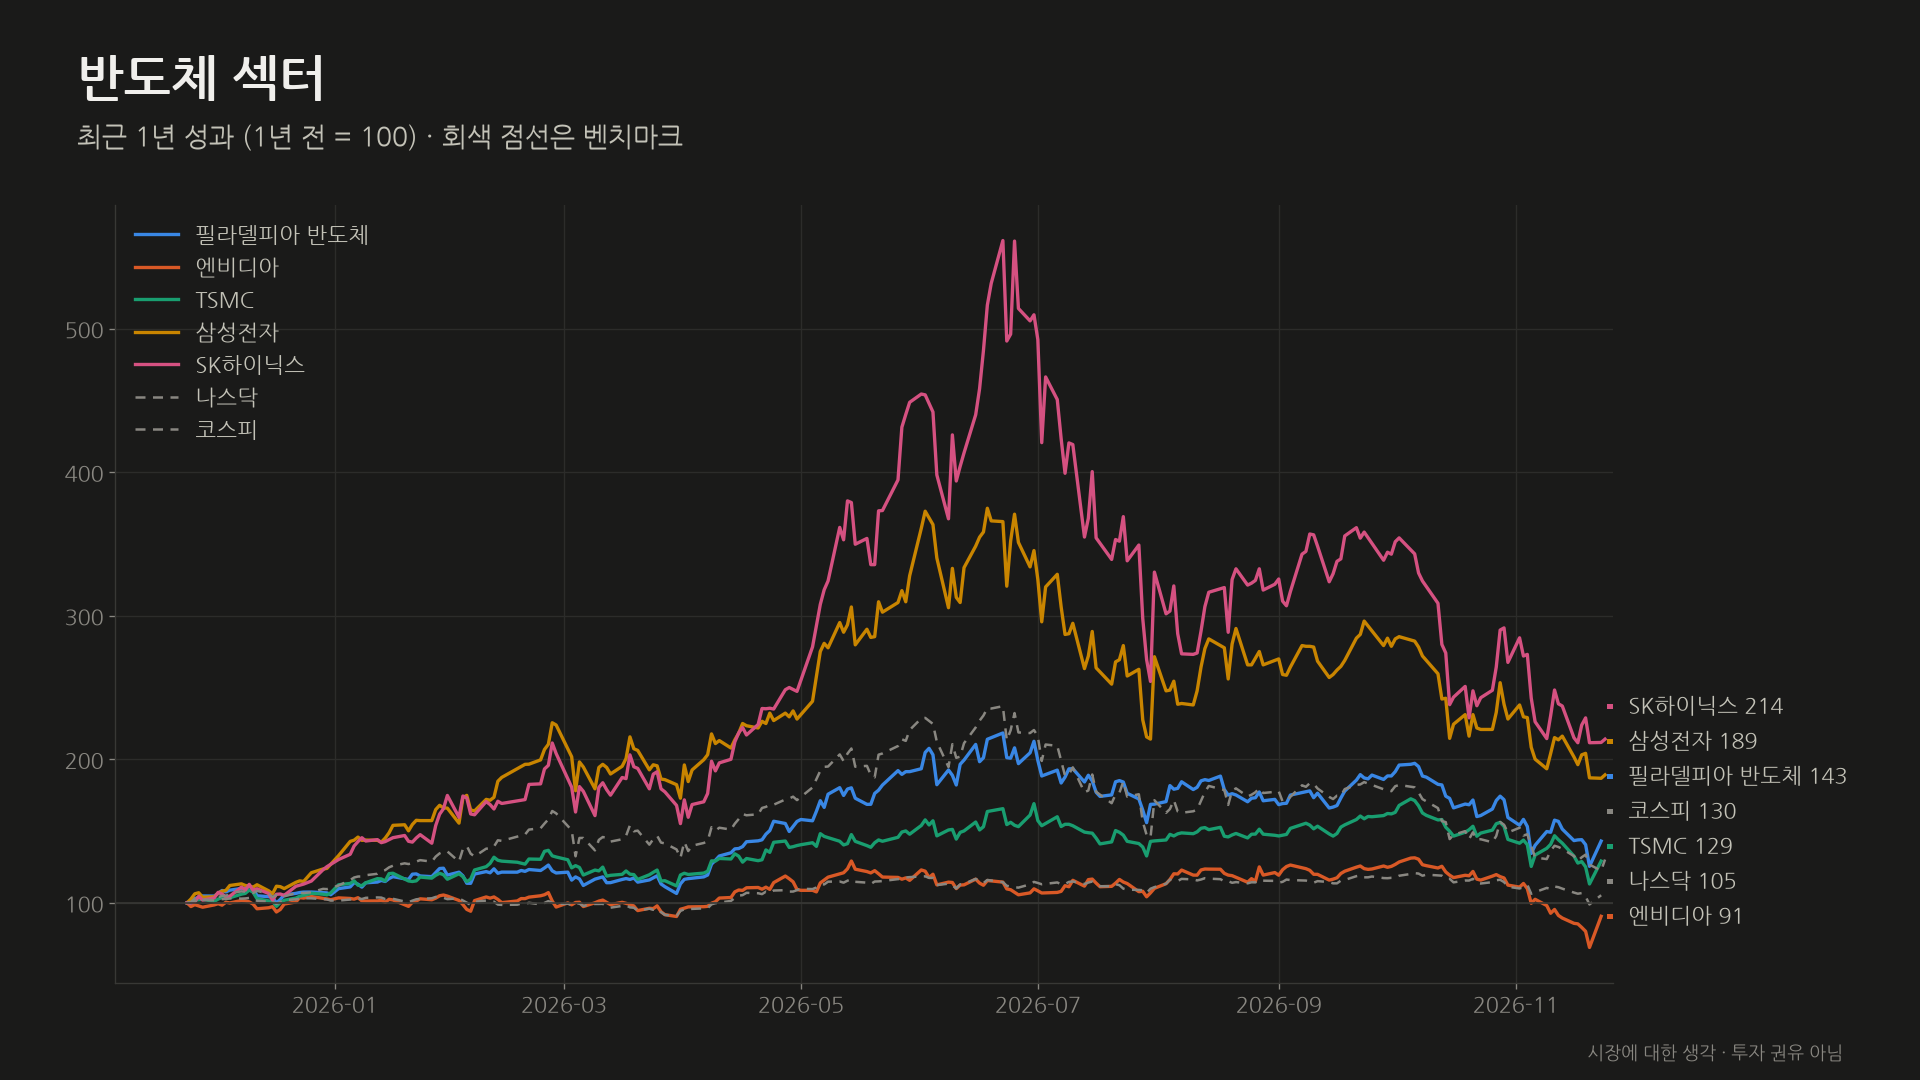 반도체 섹터
최근 1년 성과 (1년 전 = 100) · 회색 점선은 벤치마크
필라델피아 반도체
엔비디아
TSMC
삼성전자
SK하이닉스
나스닥
코스피
500
400
300
200
100
SK하이닉스 214
삼성전자 189
필라델피아 반도체 143
코스피 130
TSMC 129
나스닥 105
엔비디아 91
2026-01
2026-03
2026-05
2026-07
2026-09
2026-11
시장에 대한 생각 · 투자 권유 아님